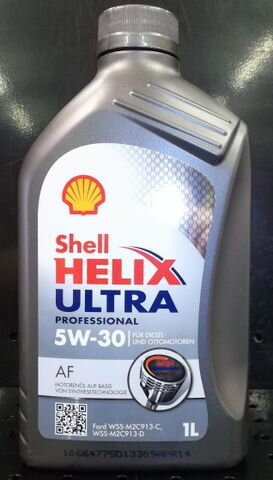 Shell
HELIX
ULTRA
PROFESSIONAL
5W-30
FÜR DIESEL-
UND OTTOMOTOREN
AF
MOTORENÖL AUF BASIS
VON SYNTHESETECHNOLOGIE
Ford WSS-M2C913-C,
WSS-M2C913-D
1L
10664775D13309APR14